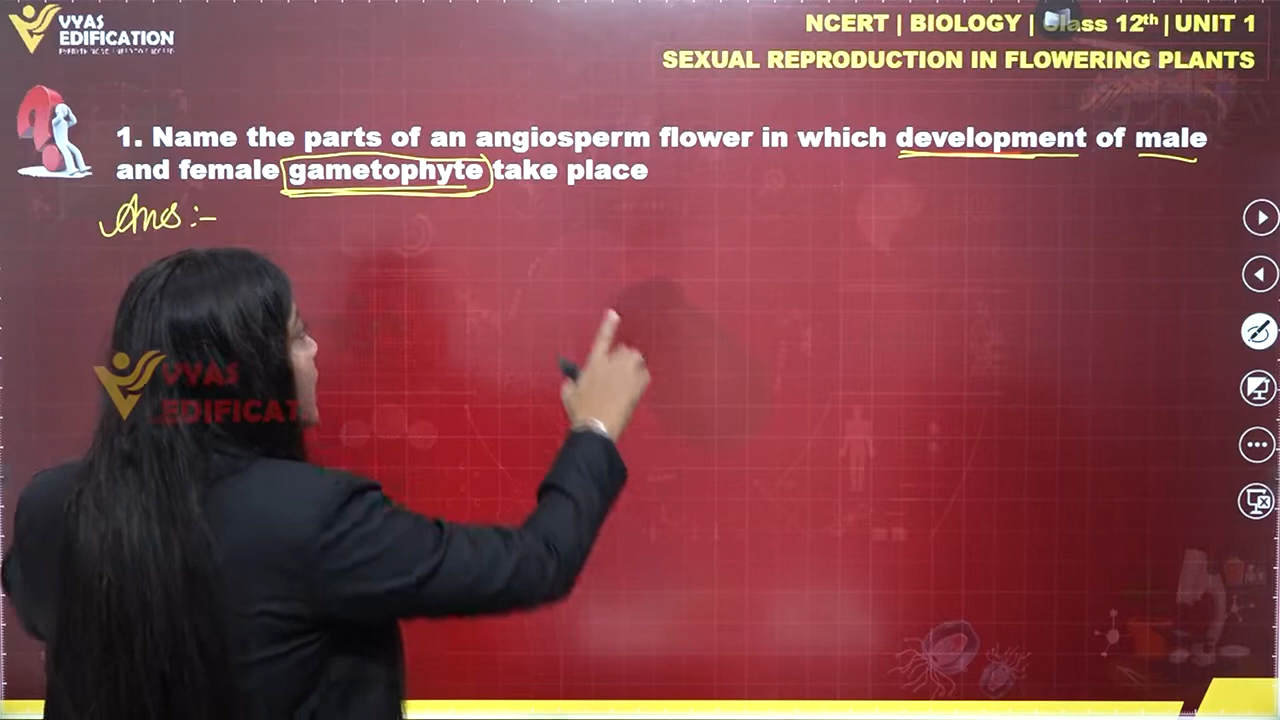 VYAS
EDIFICATION
NCERT | BIOLOGY | Class 12th | UNIT 1
SEXUAL REPRODUCTION IN FLOWERING PLANTS
1. Name the parts of an angiosperm flower in which development of male
and female gametophyte take place
Ans :-
VYAS
EDIFICAT